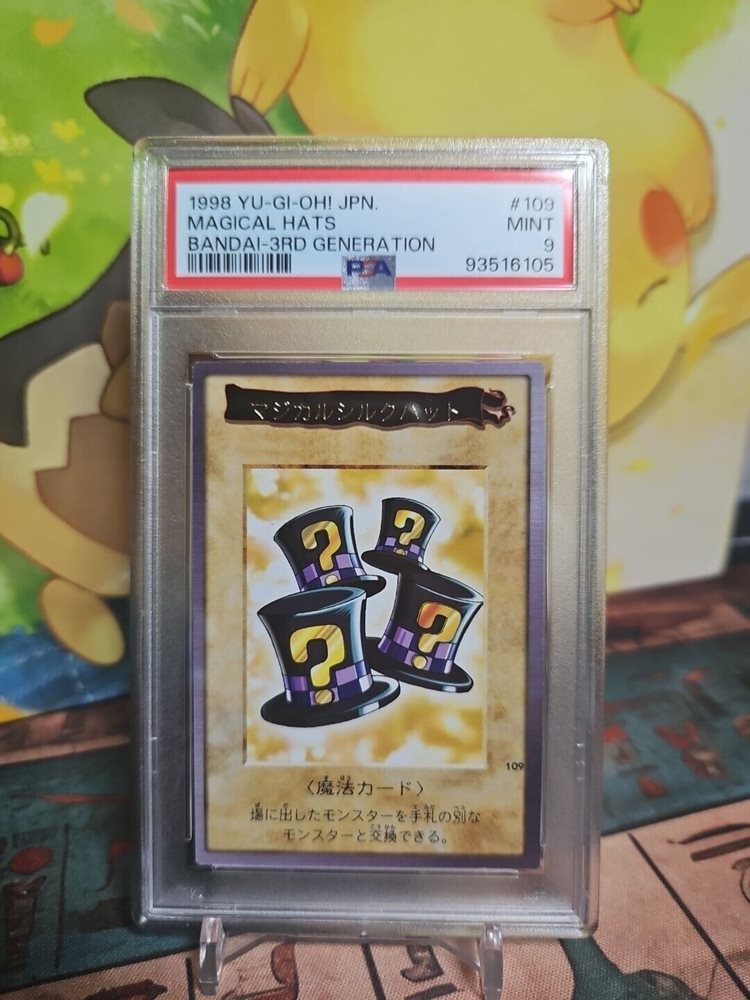 1998 YU-GI-OH! JPN. #109
MAGICAL HATS MINT
BANDAI-3RD GENERATION 9
PSA 93516105
マジカルシルクハット
?
?
?
?
109
〈魔法カード〉
場に出したモンスターを手札の別な
モンスターと交換できる。